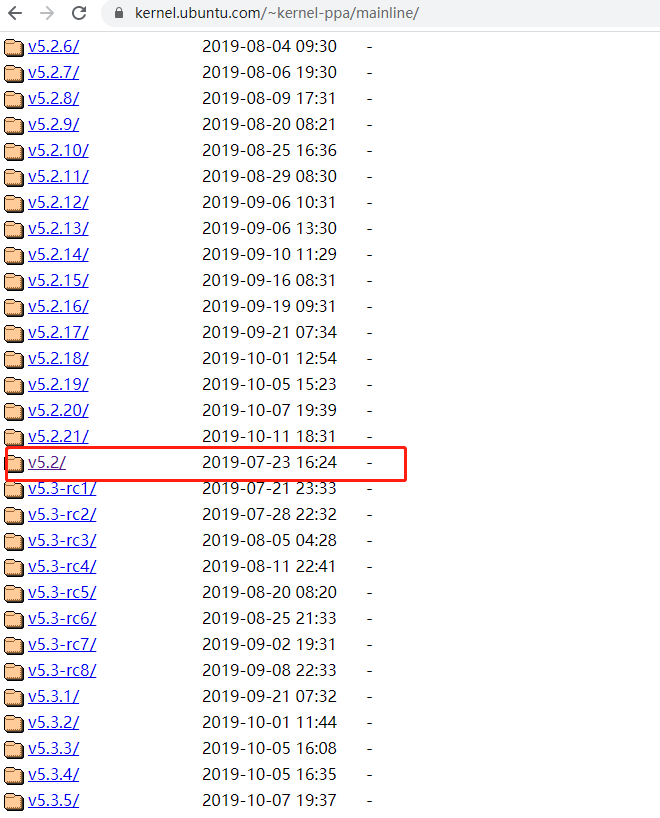 kernel.ubuntu.com/~kernel-ppa/mainline/
v5.2.6/ 2019-08-04 09:30 -
v5.2.7/ 2019-08-06 19:30 -
v5.2.8/ 2019-08-09 17:31 -
v5.2.9/ 2019-08-20 08:21 -
v5.2.10/ 2019-08-25 16:36 -
v5.2.11/ 2019-08-29 08:30 -
v5.2.12/ 2019-09-06 10:31 -
v5.2.13/ 2019-09-06 13:30 -
v5.2.14/ 2019-09-10 11:29 -
v5.2.15/ 2019-09-16 08:31 -
v5.2.16/ 2019-09-19 09:31 -
v5.2.17/ 2019-09-21 07:34 -
v5.2.18/ 2019-10-01 12:54 -
v5.2.19/ 2019-10-05 15:23 -
v5.2.20/ 2019-10-07 19:39 -
v5.2.21/ 2019-10-11 18:31 -
v5.2/ 2019-07-23 16:24 -
v5.3-rc1/ 2019-07-21 23:33 -
v5.3-rc2/ 2019-07-28 22:32 -
v5.3-rc3/ 2019-08-05 04:28 -
v5.3-rc4/ 2019-08-11 22:41 -
v5.3-rc5/ 2019-08-20 08:20 -
v5.3-rc6/ 2019-08-25 21:33 -
v5.3-rc7/ 2019-09-02 19:31 -
v5.3-rc8/ 2019-09-08 22:33 -
v5.3.1/ 2019-09-21 07:32 -
v5.3.2/ 2019-10-01 11:44 -
v5.3.3/ 2019-10-05 16:08 -
v5.3.4/ 2019-10-05 16:35 -
v5.3.5/ 2019-10-07 19:37 -